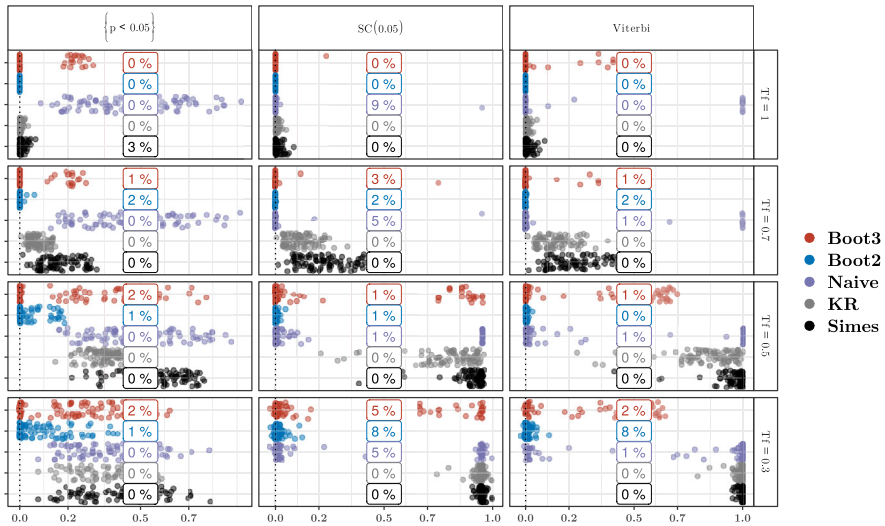 {p < 0.05} SC(0.05) Viterbi
0 % 0 % 0 %
0 % 0 % 0 %
0 % 9 % 0 %
0 % 0 % 0 %
3 % 0 % 0 %
Tf = 1
1 % 3 % 1 %
2 % 2 % 2 %
0 % 5 % 1 %
0 % 0 % 0 %
0 % 0 % 0 %
Tf = 0.7
2 % 1 % 1 %
1 % 1 % 0 %
0 % 1 % 1 %
0 % 0 % 0 %
0 % 0 % 0 %
Tf = 0.5
2 % 5 % 2 %
1 % 8 % 8 %
0 % 5 % 1 %
0 % 0 % 0 %
0 % 0 % 0 %
Tf = 0.3
0.0 0.2 0.5 0.7 0.0 0.2 0.5 0.7 1.0 0.0 0.2 0.5 0.7 1.0
Boot3
Boot2
Naive
KR
Simes